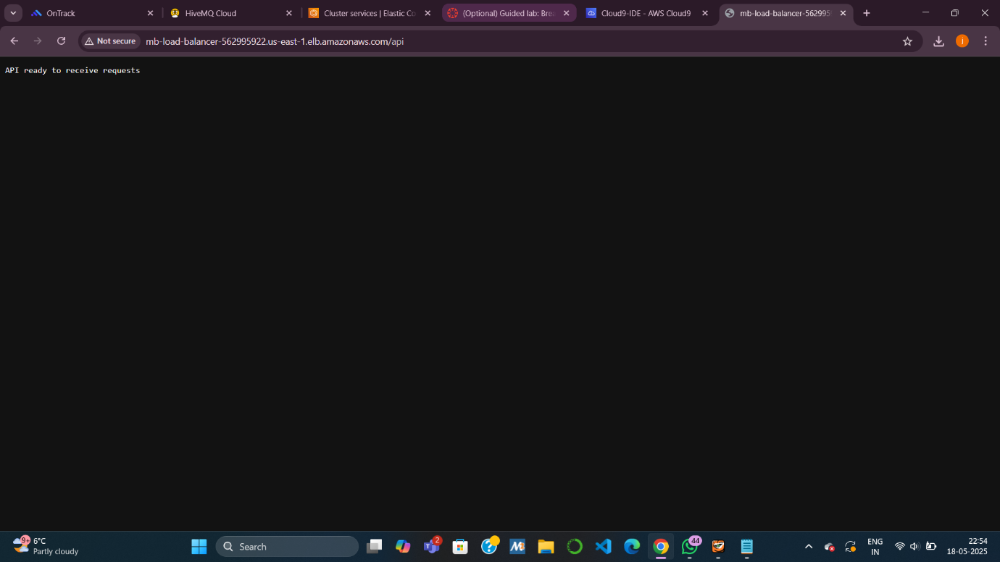 OnTrack
HiveMQ Cloud
Cluster services | Elastic Co
(Optional) Guided lab: Brea
Cloud9-IDE - AWS Cloud9
mb-load-balancer-562995
Not secure
mb-load-balancer-562995922.us-east-1.elb.amazonaws.com/api
j
API ready to receive requests
9+
6°C
Partly cloudy
Search
2
44
ENG
IN
22:54
18-05-2025